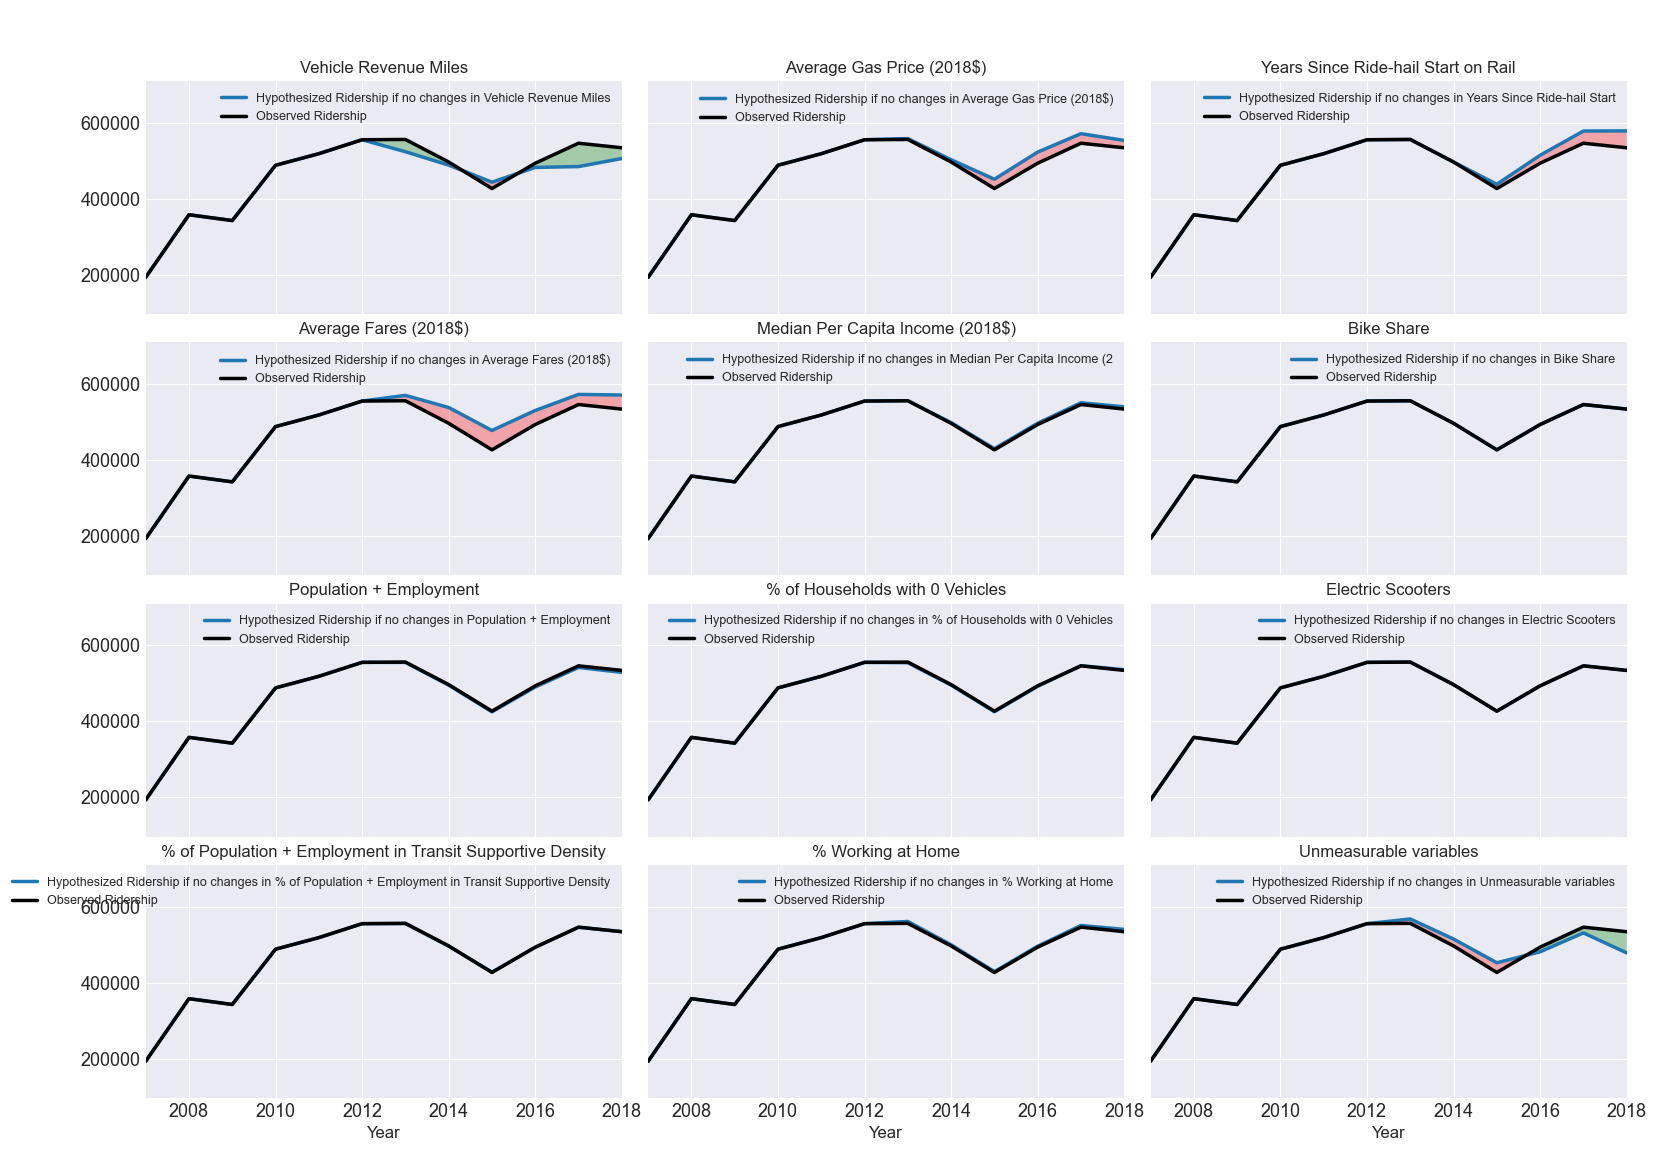 Vehicle Revenue Miles
Hypothesized Ridership if no changes in Vehicle Revenue Miles
Observed Ridership
600000
400000
200000
Average Gas Price (2018$)
Hypothesized Ridership if no changes in Average Gas Price (2018$)
Observed Ridership
Years Since Ride-hail Start on Rail
Hypothesized Ridership if no changes in Years Since Ride-hail Start
Observed Ridership
Average Fares (2018$)
Hypothesized Ridership if no changes in Average Fares (2018$)
Observed Ridership
600000
400000
200000
Median Per Capita Income (2018$)
Hypothesized Ridership if no changes in Median Per Capita Income (2
Observed Ridership
Bike Share
Hypothesized Ridership if no changes in Bike Share
Observed Ridership
Population + Employment
Hypothesized Ridership if no changes in Population + Employment
Observed Ridership
600000
400000
200000
% of Households with 0 Vehicles
Hypothesized Ridership if no changes in % of Households with 0 Vehicles
Observed Ridership
Electric Scooters
Hypothesized Ridership if no changes in Electric Scooters
Observed Ridership
% of Population + Employment in Transit Supportive Density
Hypothesized Ridership if no changes in % of Population + Employment in Transit Supportive Density
Observed Ridership
600000
400000
200000
2008 2010 2012 2014 2016 2018
Year
% Working at Home
Hypothesized Ridership if no changes in % Working at Home
Observed Ridership
2008 2010 2012 2014 2016 2018
Year
Unmeasurable variables
Hypothesized Ridership if no changes in Unmeasurable variables
Observed Ridership
2008 2010 2012 2014 2016 2018
Year